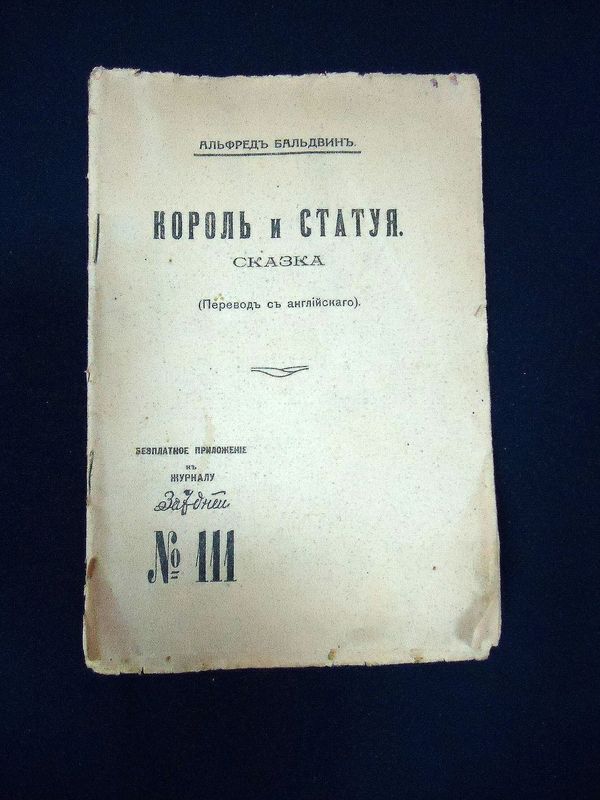 АЛЬФРЕДЪ БАЛЬДВИНЪ.
КОРОЛЬ и СТАТУЯ.
СКАЗКА
(Переводъ съ англійскаго).
БЕЗПЛАТНОЕ ПРИЛОЖЕНІЕ
къ
ЖУРНАЛУ
За 7 дней
№ 111